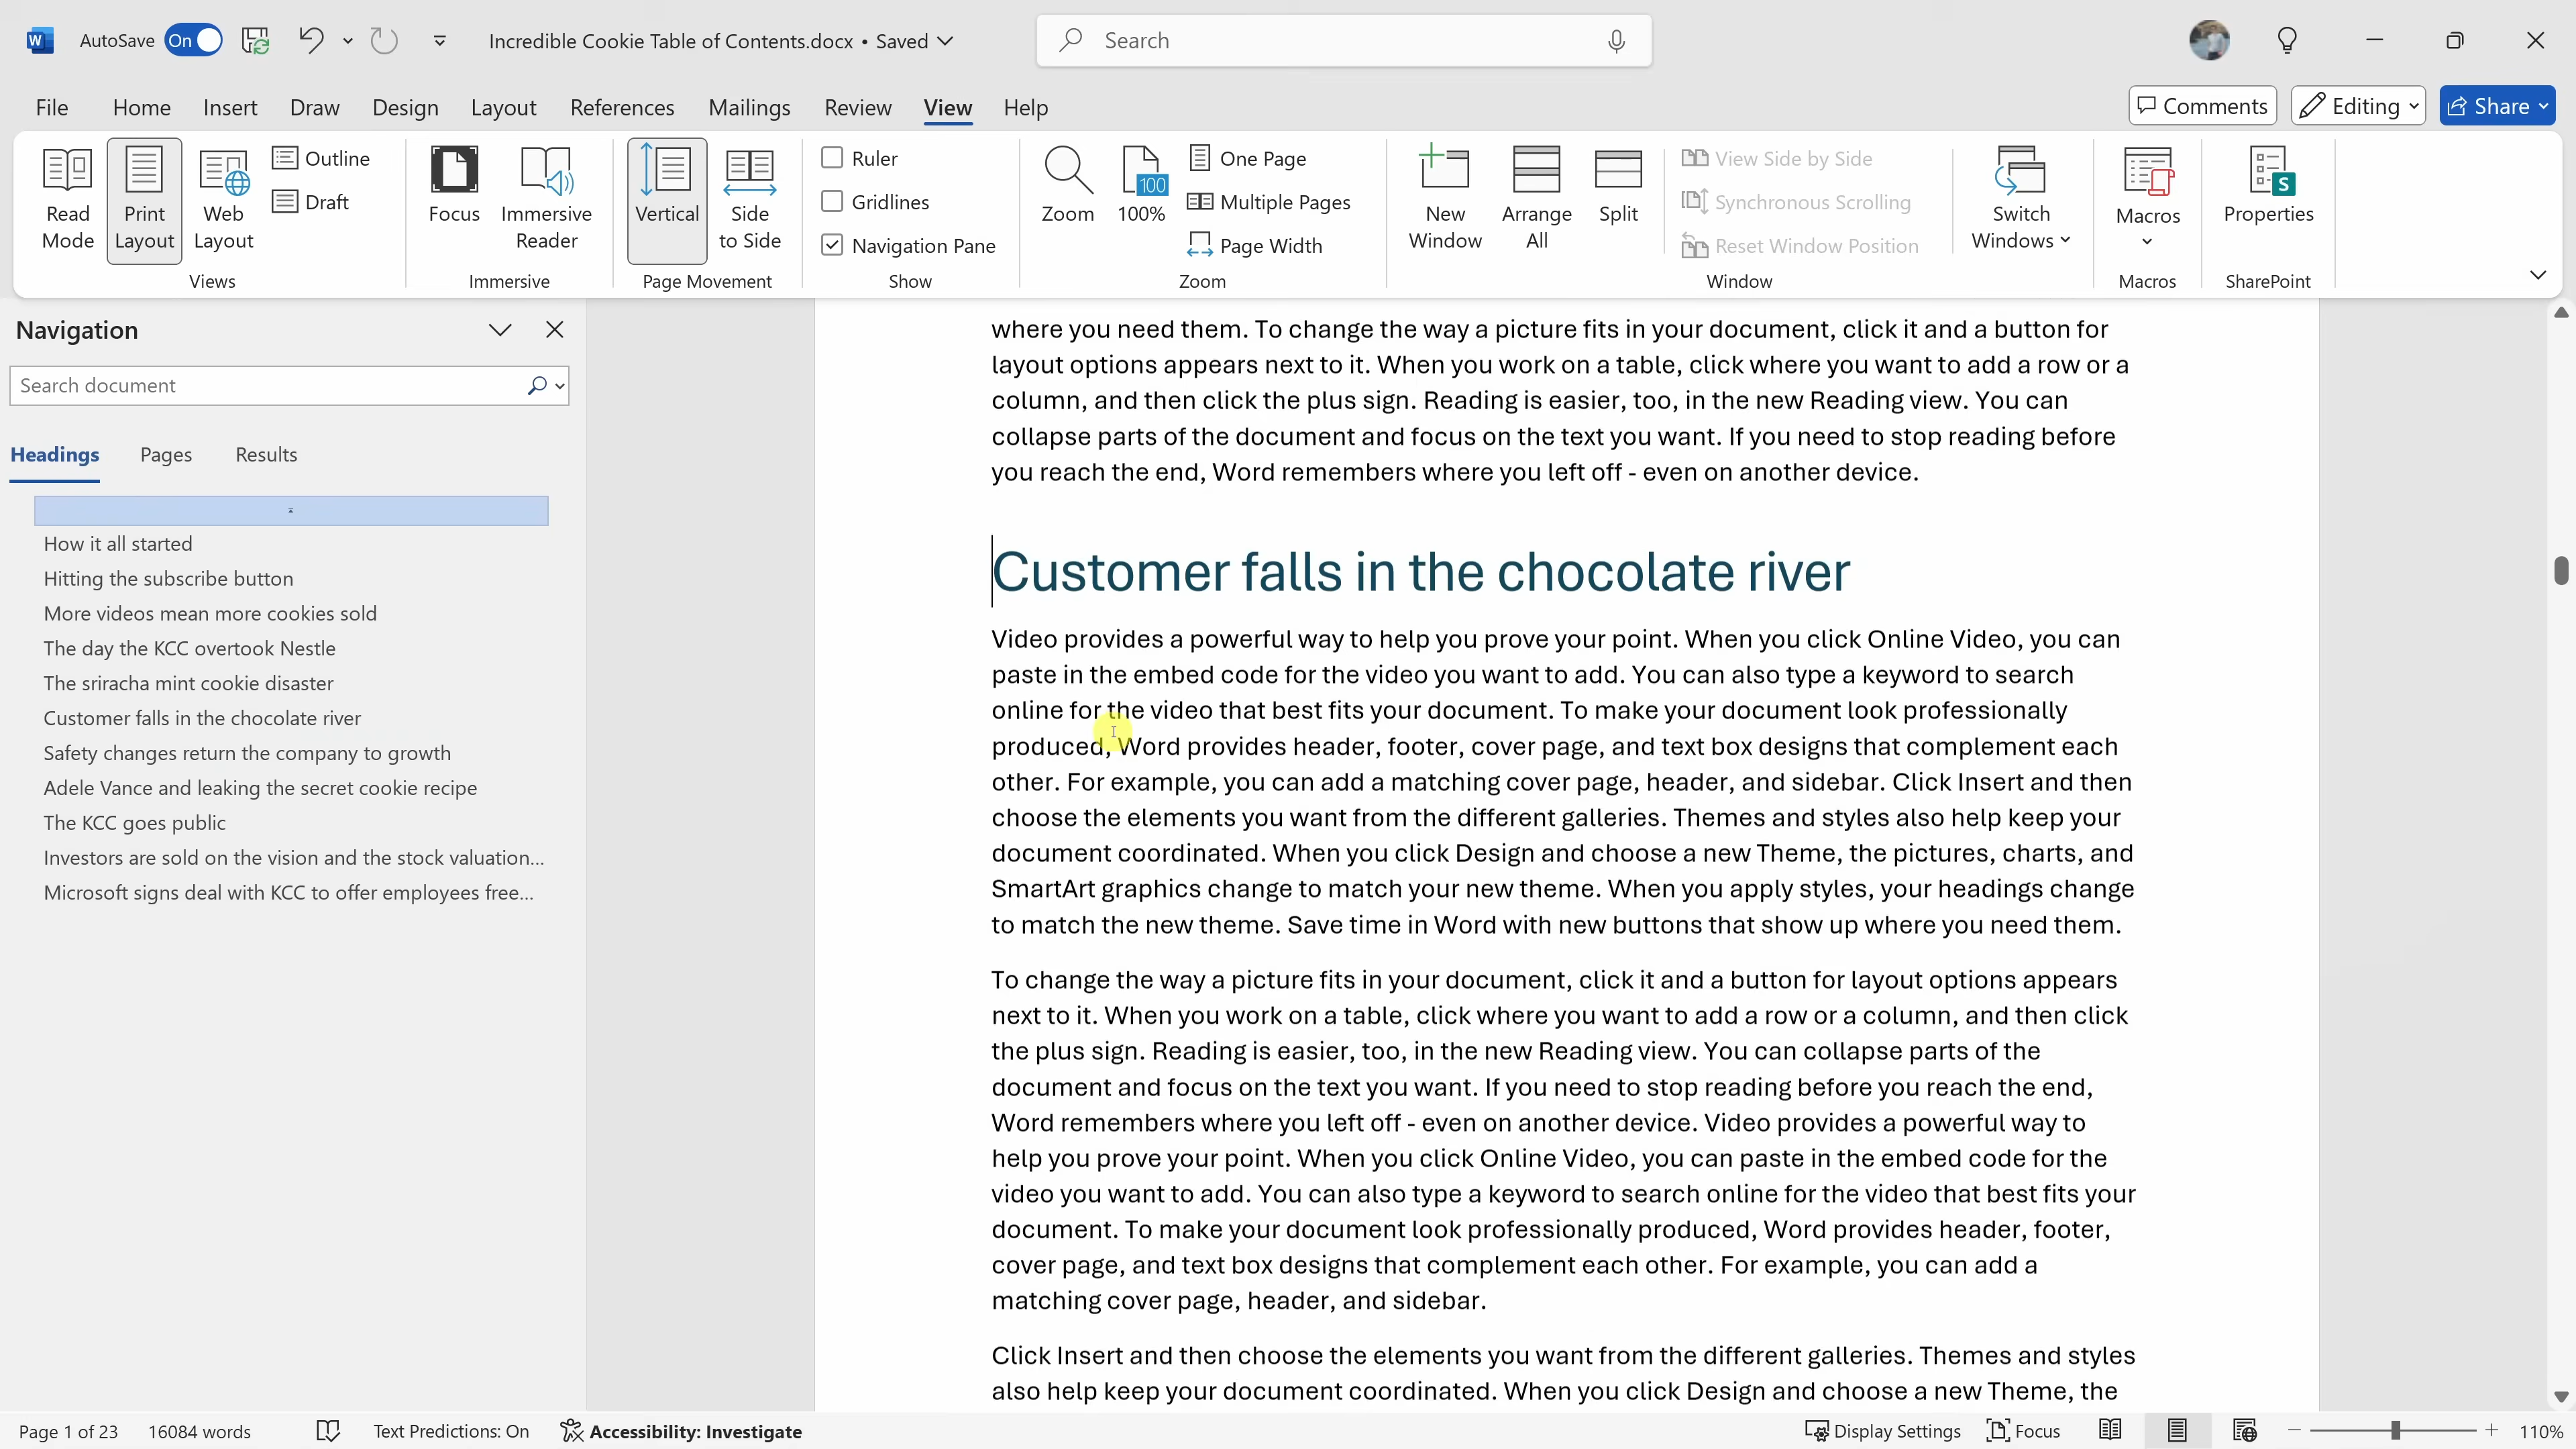 AutoSave On Incredible Cookie Table of Contents.docx • Saved Search
File Home Insert Draw Design Layout References Mailings Review View Help Comments Editing Share
Read Mode
Print Layout
Web Layout
Outline
Draft
Views
Focus
Immersive Reader
Immersive
Vertical
Side to Side
Page Movement
Ruler
Gridlines
Navigation Pane
Show
Zoom
100
100%
One Page
Multiple Pages
Page Width
Zoom
New Window
Arrange All
Split
View Side by Side
Synchronous Scrolling
Reset Window Position
Switch Windows
Window
Macros
Macros
Properties
SharePoint
Navigation
Search document
Headings Pages Results
How it all started
Hitting the subscribe button
More videos mean more cookies sold
The day the KCC overtook Nestle
The sriracha mint cookie disaster
Customer falls in the chocolate river
Safety changes return the company to growth
Adele Vance and leaking the secret cookie recipe
The KCC goes public
Investors are sold on the vision and the stock valuation...
Microsoft signs deal with KCC to offer employees free...
where you need them. To change the way a picture fits in your document, click it and a button for
layout options appears next to it. When you work on a table, click where you want to add a row or a
column, and then click the plus sign. Reading is easier, too, in the new Reading view. You can
collapse parts of the document and focus on the text you want. If you need to stop reading before
you reach the end, Word remembers where you left off - even on another device.
Customer falls in the chocolate river
Video provides a powerful way to help you prove your point. When you click Online Video, you can
paste in the embed code for the video you want to add. You can also type a keyword to search
online for the video that best fits your document. To make your document look professionally
produced, Word provides header, footer, cover page, and text box designs that complement each
other. For example, you can add a matching cover page, header, and sidebar. Click Insert and then
choose the elements you want from the different galleries. Themes and styles also help keep your
document coordinated. When you click Design and choose a new Theme, the pictures, charts, and
SmartArt graphics change to match your new theme. When you apply styles, your headings change
to match the new theme. Save time in Word with new buttons that show up where you need them.
To change the way a picture fits in your document, click it and a button for layout options appears
next to it. When you work on a table, click where you want to add a row or a column, and then click
the plus sign. Reading is easier, too, in the new Reading view. You can collapse parts of the
document and focus on the text you want. If you need to stop reading before you reach the end,
Word remembers where you left off - even on another device. Video provides a powerful way to
help you prove your point. When you click Online Video, you can paste in the embed code for the
video you want to add. You can also type a keyword to search online for the video that best fits your
document. To make your document look professionally produced, Word provides header, footer,
cover page, and text box designs that complement each other. For example, you can add a
matching cover page, header, and sidebar.
Click Insert and then choose the elements you want from the different galleries. Themes and styles
also help keep your document coordinated. When you click Design and choose a new Theme, the
Page 1 of 23 16084 words Text Predictions: On Accessibility: Investigate Display Settings Focus 110%